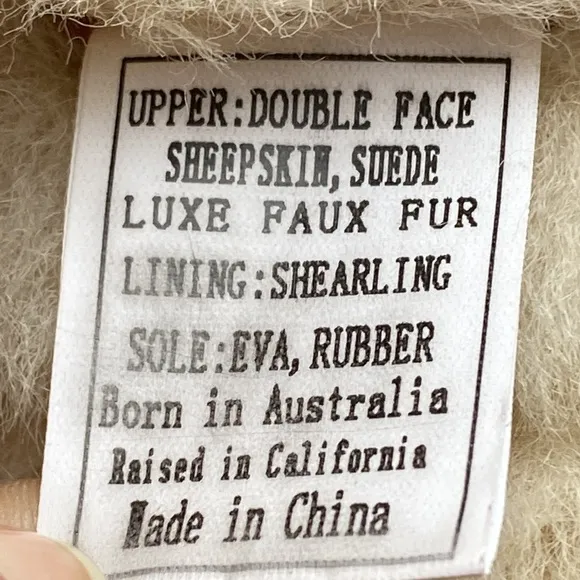 UPPER:DOUBLE FACE
SHEEPSKIN, SUEDE
LUXE FAUX FUR
LINING:SHEARLING
SOLE:EVA, RUBBER
Born in Australia
Raised in California
Made in China